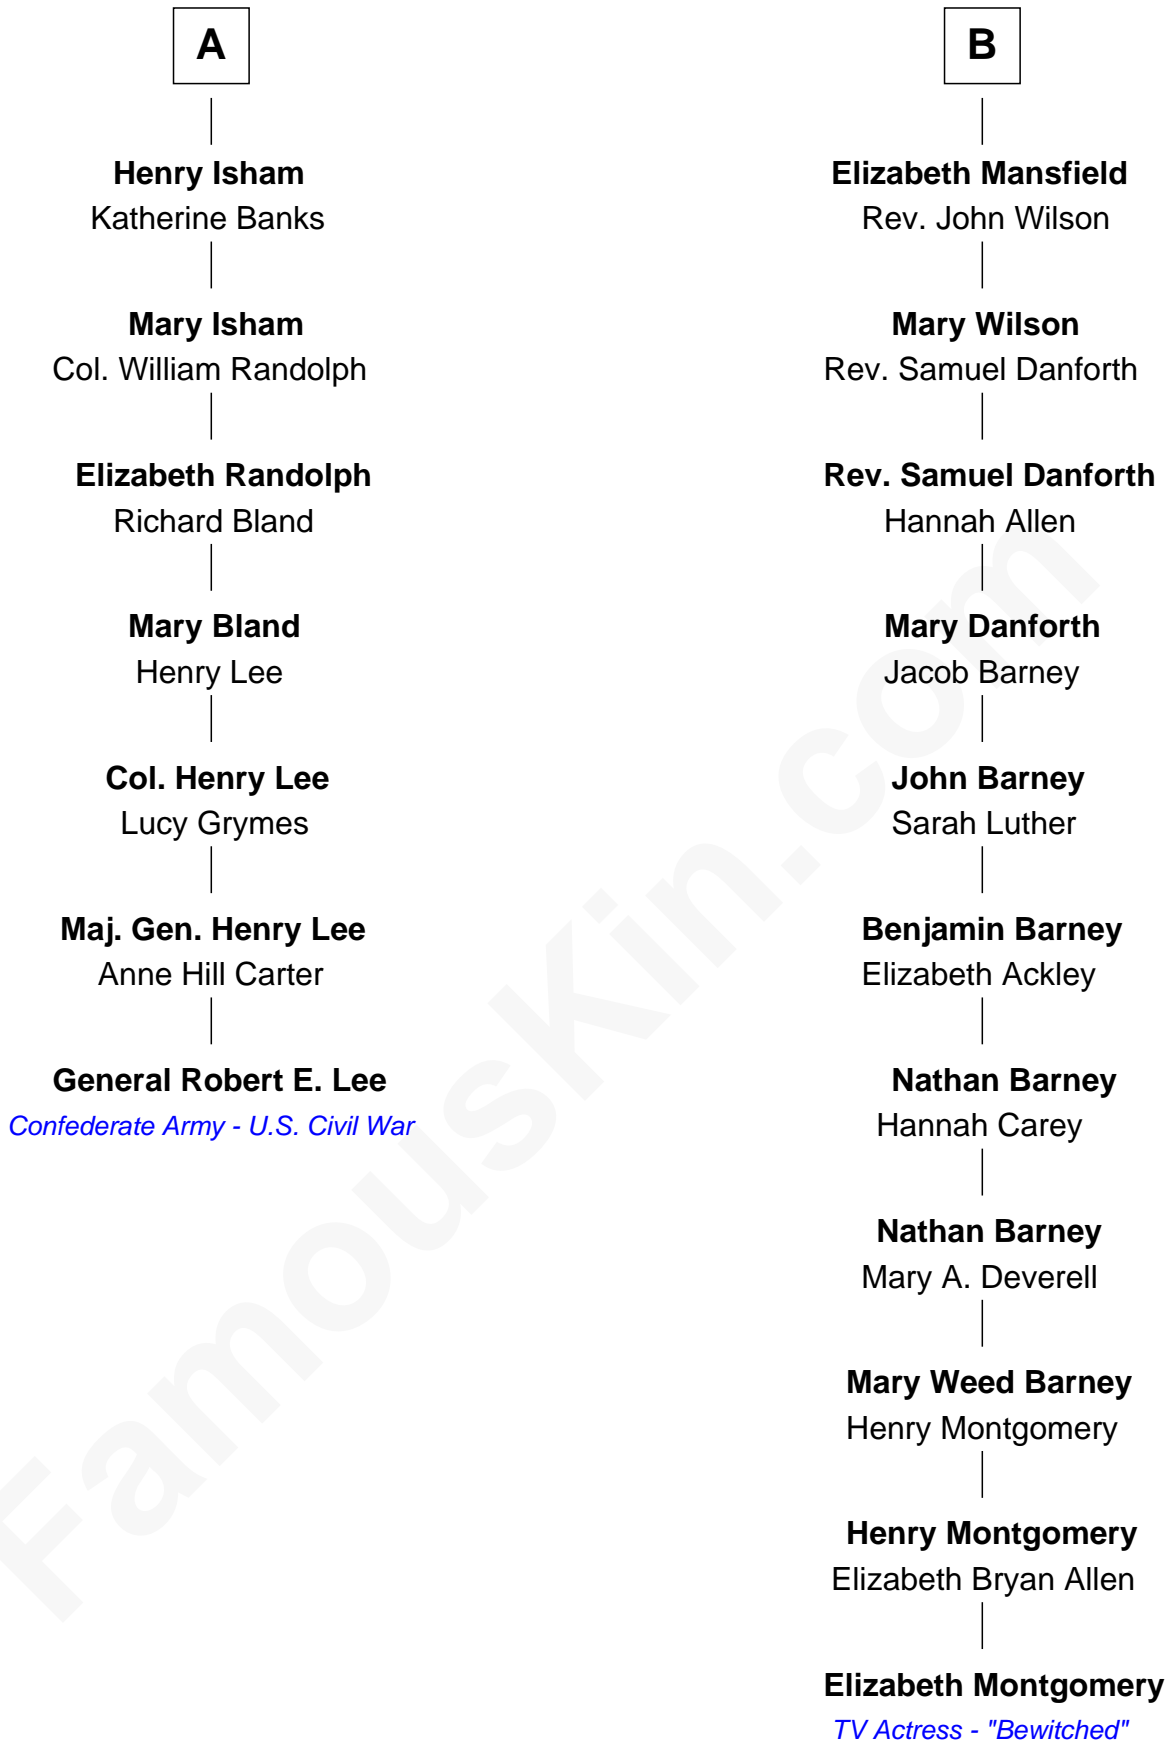 A
Henry Isham
Katherine Banks
Mary Isham
Col. William Randolph
Elizabeth Randolph
Richard Bland
Mary Bland
Henry Lee
Col. Henry Lee
Lucy Grymes
Maj. Gen. Henry Lee
Anne Hill Carter
General Robert E. Lee
Confederate Army - U.S. Civil War
B
Elizabeth Mansfield
Rev. John Wilson
Mary Wilson
Rev. Samuel Danforth
Rev. Samuel Danforth
Hannah Allen
Mary Danforth
Jacob Barney
John Barney
Sarah Luther
Benjamin Barney
Elizabeth Ackley
Nathan Barney
Hannah Carey
Nathan Barney
Mary A. Deverell
Mary Weed Barney
Henry Montgomery
Henry Montgomery
Elizabeth Bryan Allen
Elizabeth Montgomery
TV Actress - "Bewitched"
FamousKin.com